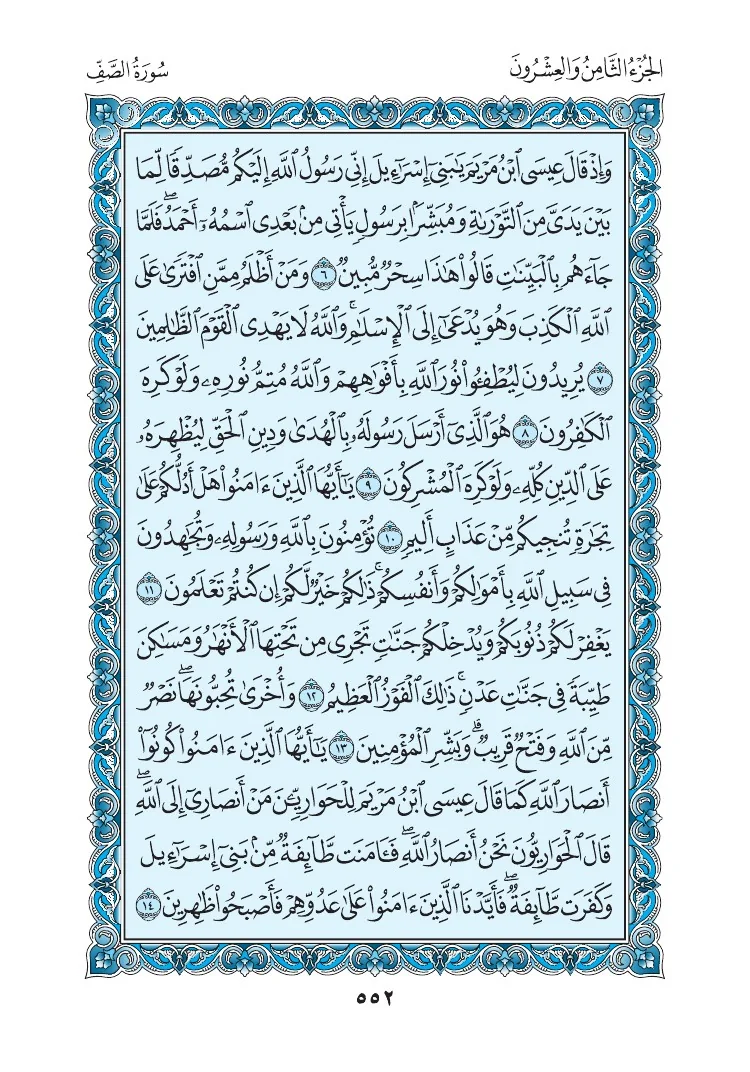 الجُزْءُ الثَّامِنُ وَالعِشْرُونَ
سُورَةُ الصَّفِّ
وَإِذْ قَالَ عِيسَى ٱبْنُ مَرْيَمَ يَٰبَنِىٓ إِسْرَٰٓءِيلَ إِنِّى رَسُولُ ٱللَّهِ إِلَيْكُم مُّصَدِّقًا لِّمَا
بَيْنَ يَدَىَّ مِنَ ٱلتَّوْرَىٰةِ وَمُبَشِّرًۢا بِرَسُولٍ يَأْتِى مِنۢ بَعْدِى ٱسْمُهُۥٓ أَحْمَدُ ۖ فَلَمَّا
جَآءَهُم بِٱلْبَيِّنَٰتِ قَالُوا۟ هَٰذَا سِحْرٌ مُّبِينٌ ٦ وَمَنْ أَظْلَمُ مِمَّنِ ٱفْتَرَىٰ عَلَى
ٱللَّهِ ٱلْكَذِبَ وَهُوَ يُدْعَىٰٓ إِلَى ٱلْإِسْلَٰمِ ۚ وَٱللَّهُ لَا يَهْدِى ٱلْقَوْمَ ٱلظَّٰلِمِينَ
٧ يُرِيدُونَ لِيُطْفِـُٔوا۟ نُورَ ٱللَّهِ بِأَفْوَٰهِهِمْ وَٱللَّهُ مُتِمُّ نُورِهِۦ وَلَوْ كَرِهَ
ٱلْكَٰفِرُونَ ٨ هُوَ ٱلَّذِىٓ أَرْسَلَ رَسُولَهُۥ بِٱلْهُدَىٰ وَدِينِ ٱلْحَقِّ لِيُظْهِرَهُۥ
عَلَى ٱلدِّينِ كُلِّهِۦ وَلَوْ كَرِهَ ٱلْمُشْرِكُونَ ٩ يَٰٓأَيُّهَا ٱلَّذِينَ ءَامَنُوا۟ هَلْ أَدُلُّكُمْ عَلَىٰ
تِجَٰرَةٍ تُنجِيكُم مِّنْ عَذَابٍ أَلِيمٍ ١٠ تُؤْمِنُونَ بِٱللَّهِ وَرَسُولِهِۦ وَتُجَٰهِدُونَ
فِى سَبِيلِ ٱللَّهِ بِأَمْوَٰلِكُمْ وَأَنفُسِكُمْ ۚ ذَٰلِكُمْ خَيْرٌ لَّكُمْ إِن كُنتُمْ تَعْلَمُونَ ١١
يَغْفِرْ لَكُمْ ذُنُوبَكُمْ وَيُدْخِلْكُمْ جَنَّٰتٍ تَجْرِى مِن تَحْتِهَا ٱلْأَنْهَٰرُ وَمَسَٰكِنَ
طَيِّبَةً فِى جَنَّٰتِ عَدْنٍ ۚ ذَٰلِكَ ٱلْفَوْزُ ٱلْعَظِيمُ ١٢ وَأُخْرَىٰ تُحِبُّونَهَا ۖ نَصْرٌ
مِّنَ ٱللَّهِ وَفَتْحٌ قَرِيبٌ ۗ وَبَشِّرِ ٱلْمُؤْمِنِينَ ١٣ يَٰٓأَيُّهَا ٱلَّذِينَ ءَامَنُوا۟ كُونُوٓا۟
أَنصَارَ ٱللَّهِ كَمَا قَالَ عِيسَى ٱبْنُ مَرْيَمَ لِلْحَوَارِيِّـۧنَ مَنْ أَنصَارِىٓ إِلَى ٱللَّهِ ۖ
قَالَ ٱلْحَوَارِيُّونَ نَحْنُ أَنصَارُ ٱللَّهِ ۖ فَـَٔامَنَت طَّآئِفَةٌ مِّنۢ بَنِىٓ إِسْرَٰٓءِيلَ
وَكَفَرَت طَّآئِفَةٌ ۖ فَأَيَّدْنَا ٱلَّذِينَ ءَامَنُوا۟ عَلَىٰ عَدُوِّهِمْ فَأَصْبَحُوا۟ ظَٰهِرِينَ ١٤
٥٥٢